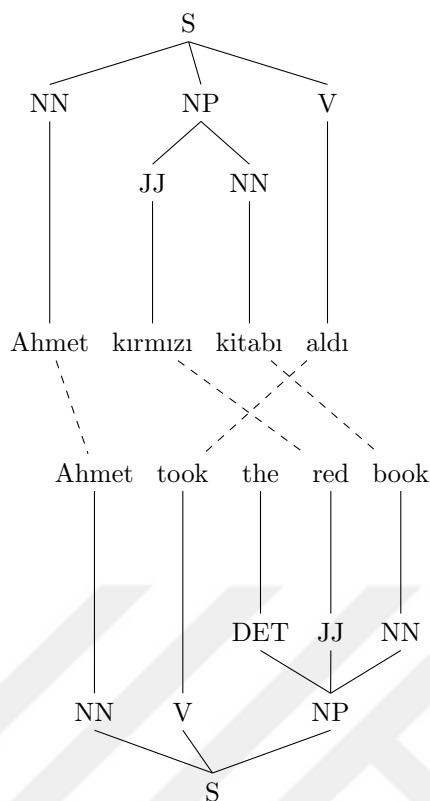 S
NN NP V
JJ NN
Ahmet kırmızı kitabı aldı
Ahmet took the red book
DET JJ NN
NN V NP
S